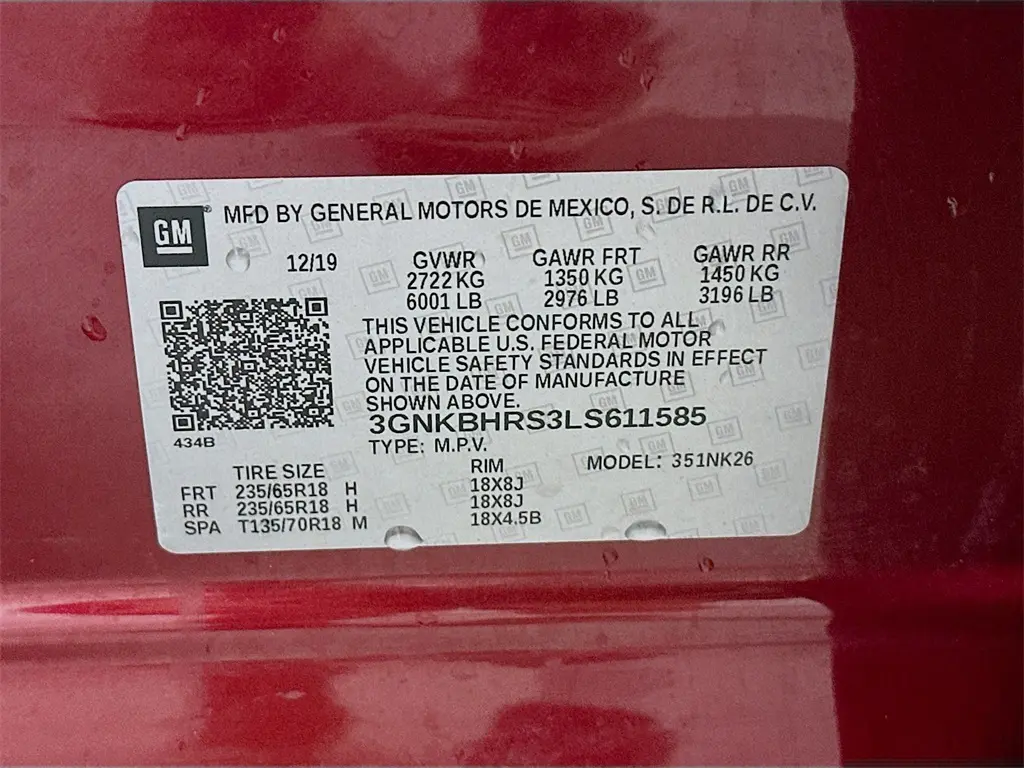 GM® MFD BY GENERAL MOTORS DE MEXICO, S. DE R.L. DE C.V.
12/19 GVWR GAWR FRT GAWR RR
2722 KG 1350 KG 1450 KG
6001 LB 2976 LB 3196 LB
THIS VEHICLE CONFORMS TO ALL
APPLICABLE U.S. FEDERAL MOTOR
VEHICLE SAFETY STANDARDS IN EFFECT
ON THE DATE OF MANUFACTURE
SHOWN ABOVE.
3GNKBHRS3LS611585
434B
TYPE: M.P.V.
TIRE SIZE RIM MODEL: 351NK26
FRT 235/65R18 H 18X8J
RR 235/65R18 H 18X8J
SPA T135/70R18 M 18X4.5B